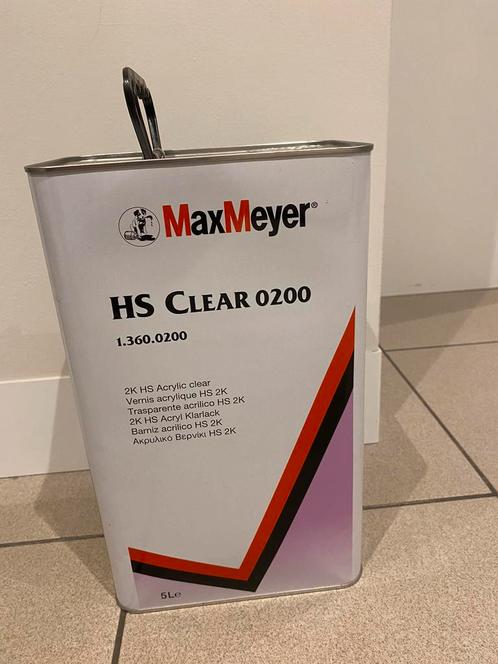 MaxMeyer®
HS CLEAR 0200
1.360.0200
2K HS Acrylic clear
Vernis acrylique HS 2K
Trasparente acrilico HS 2K
2K HS Acryl Klarlack
Barniz acrilico HS 2K
Ακρυλικό Βερνίκι HS 2K
5Le